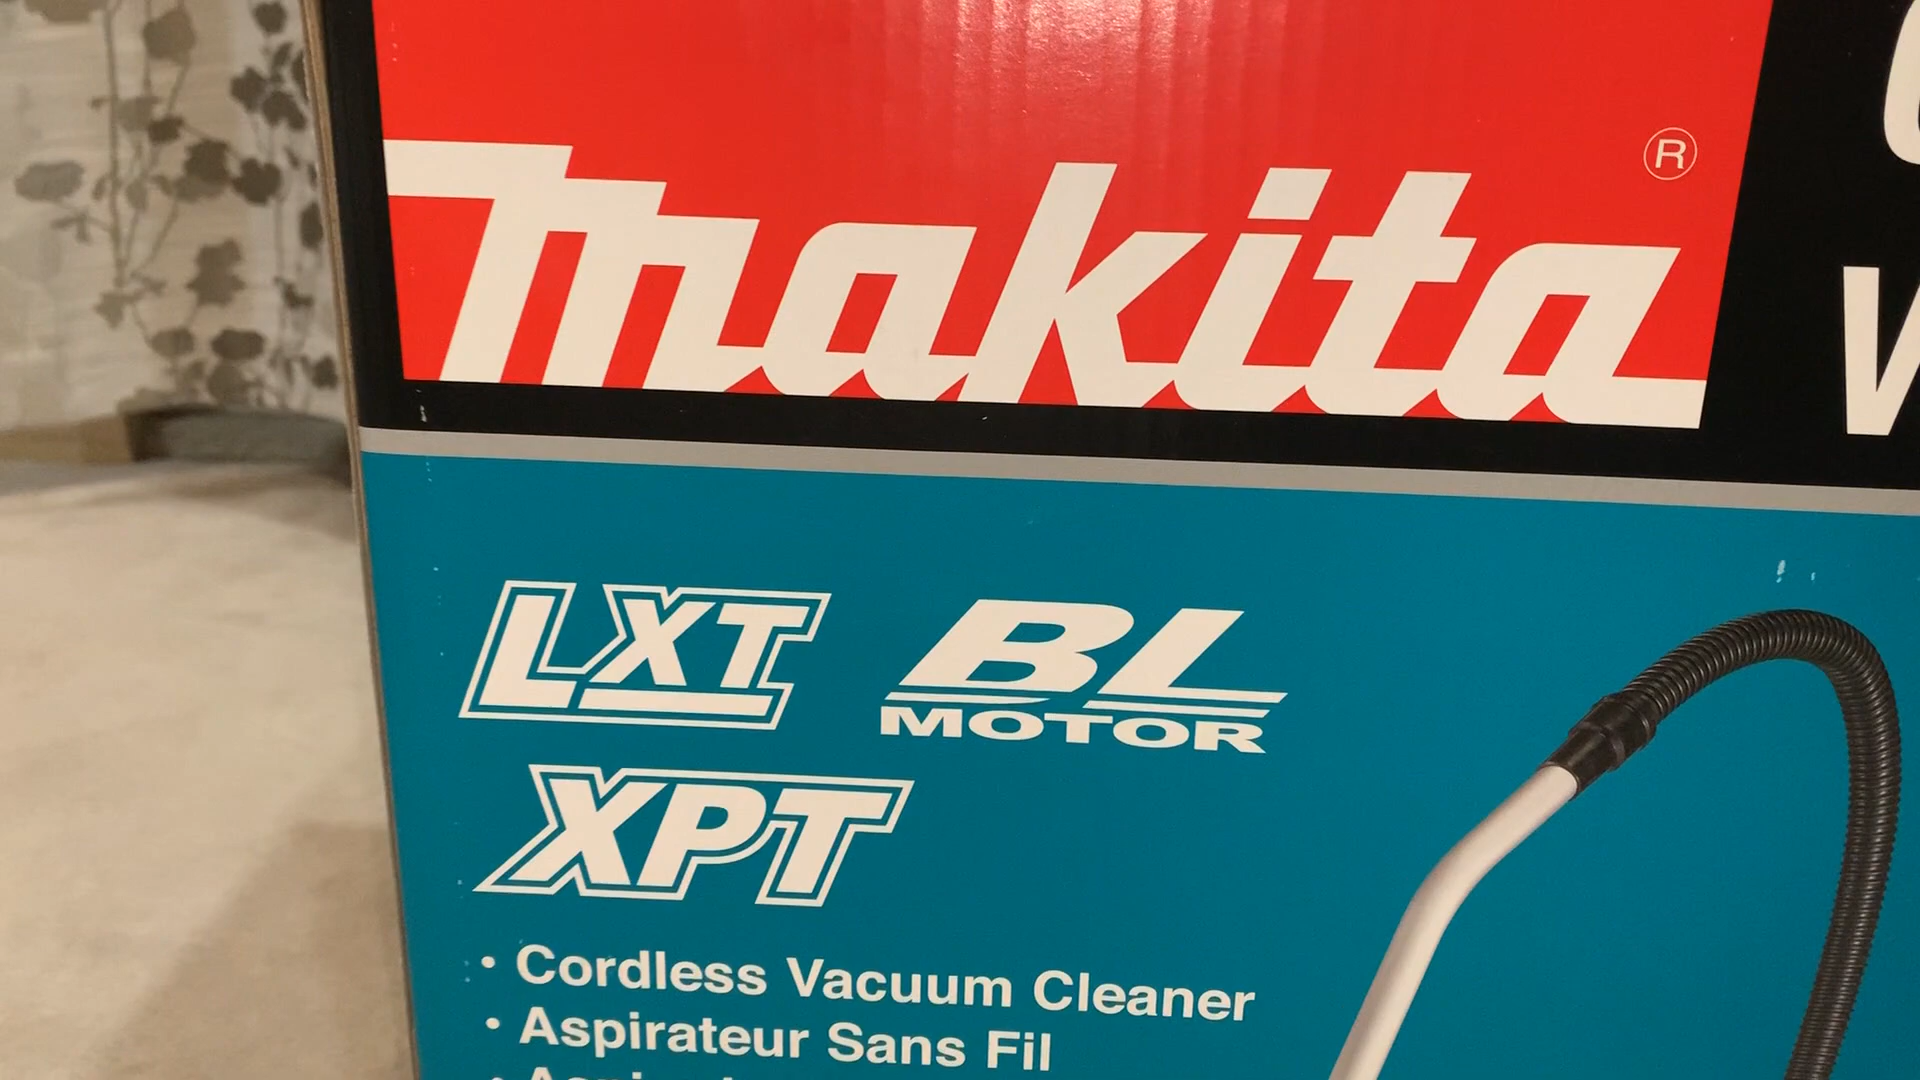 makita®
LXT BL
MOTOR
XPT
• Cordless Vacuum Cleaner
• Aspirateur Sans Fil